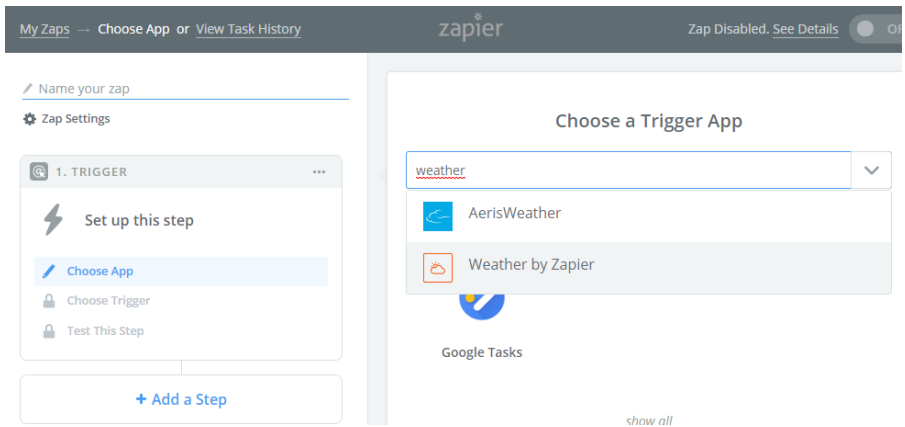 My Zaps → Choose App or View Task History
zapier
Zap Disabled. See Details
Name your zap
Zap Settings
1. TRIGGER
Set up this step
Choose App
Choose Trigger
Test This Step
+ Add a Step
Choose a Trigger App
weather
AerisWeather
Weather by Zapier
Google Tasks
show all